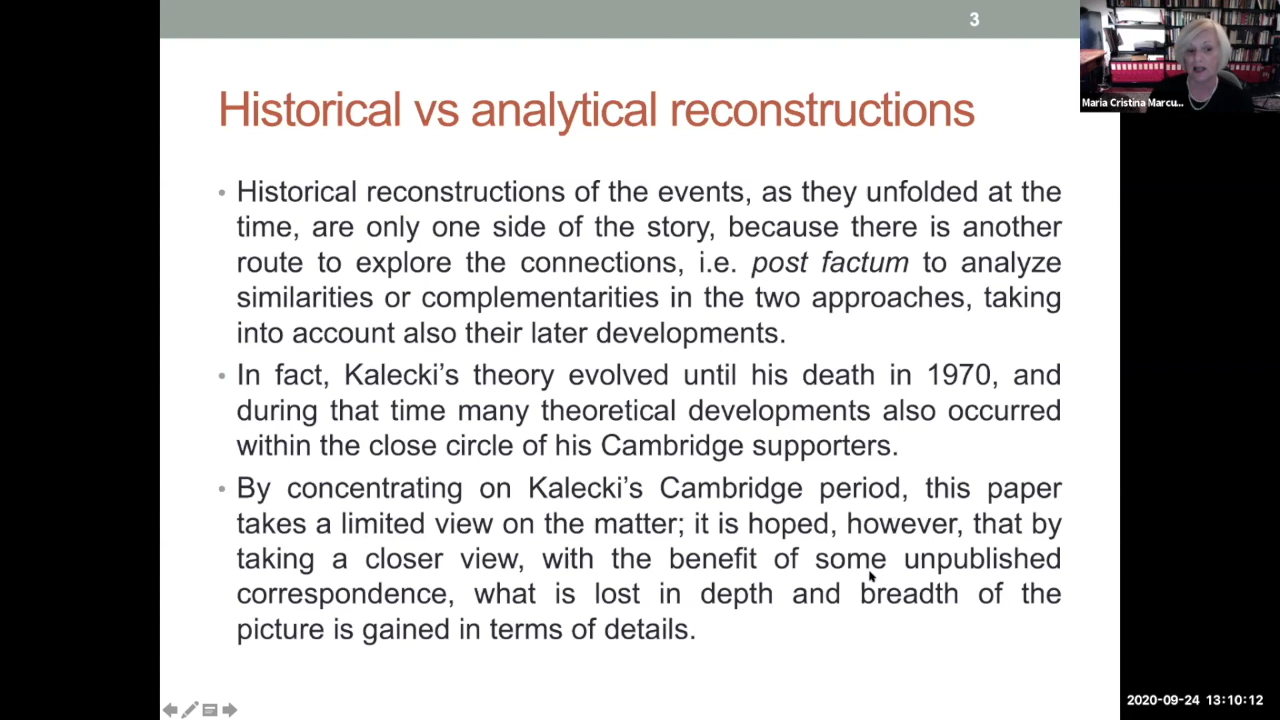 3
Historical vs analytical reconstructions
• Historical reconstructions of the events, as they unfolded at the
time, are only one side of the story, because there is another
route to explore the connections, i.e. post factum to analyze
similarities or complementarities in the two approaches, taking
into account also their later developments.
• In fact, Kalecki’s theory evolved until his death in 1970, and
during that time many theoretical developments also occurred
within the close circle of his Cambridge supporters.
• By concentrating on Kalecki’s Cambridge period, this paper
takes a limited view on the matter; it is hoped, however, that by
taking a closer view, with the benefit of some unpublished
correspondence, what is lost in depth and breadth of the
picture is gained in terms of details.
Maria Cristina Marcu...
2020-09-24 13:10:12